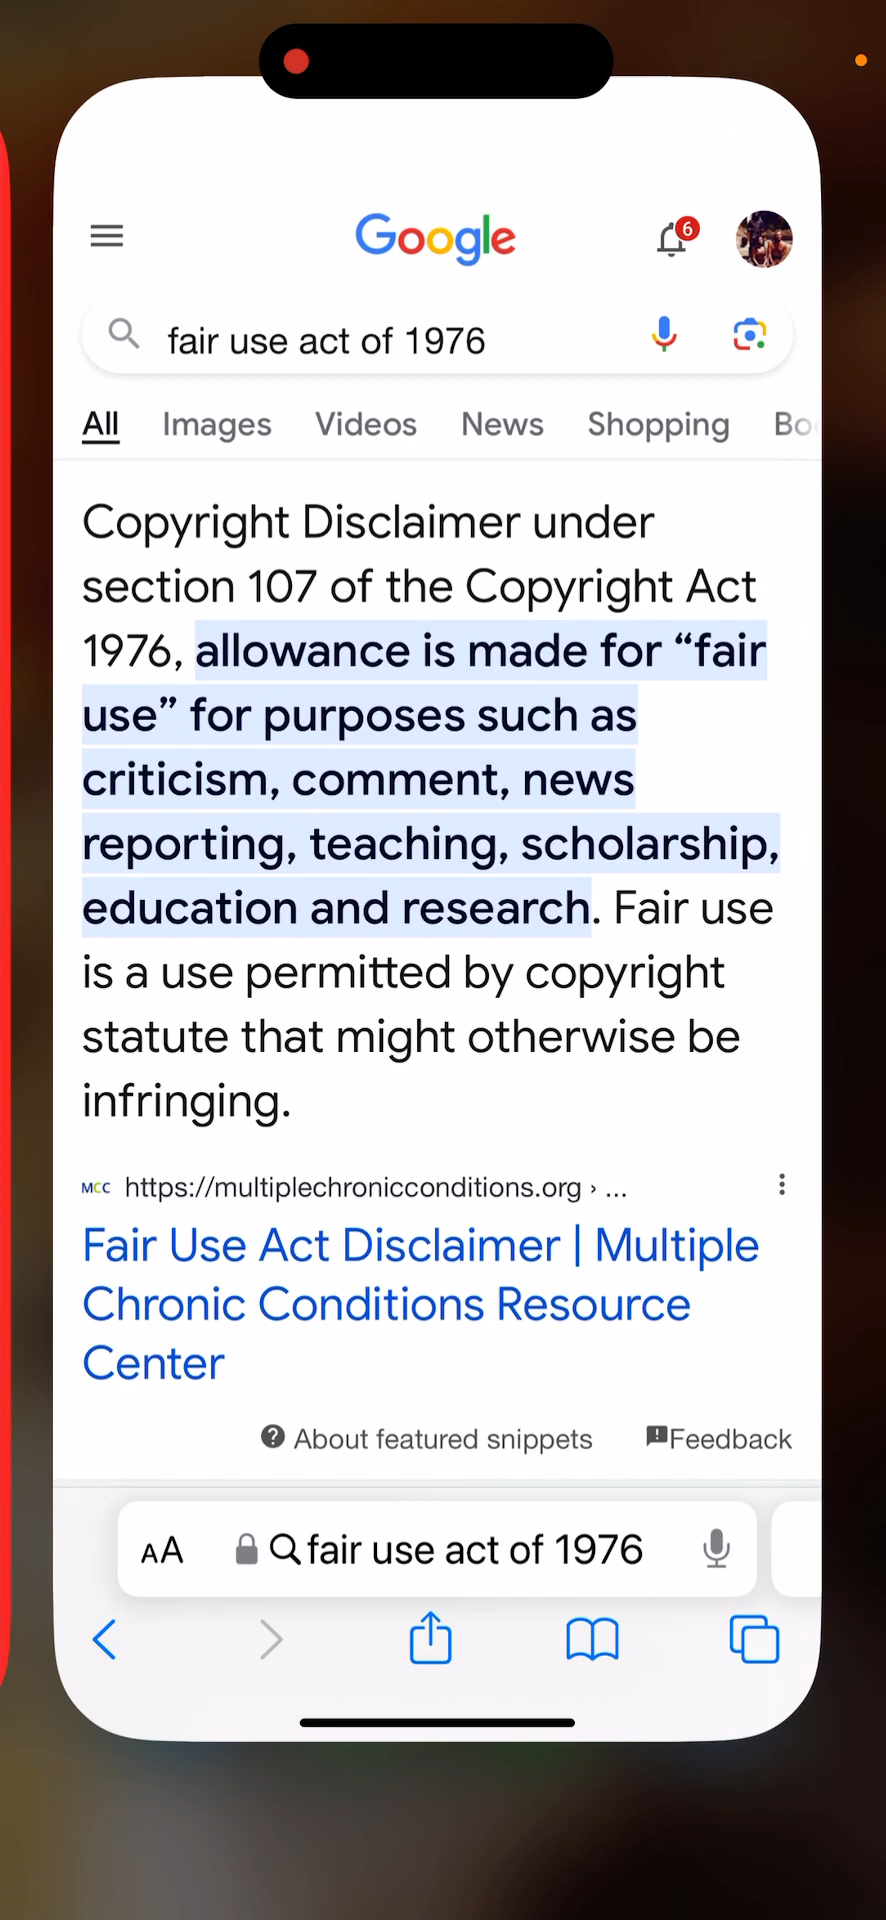 Google
6
fair use act of 1976
All Images Videos News Shopping Bo
Copyright Disclaimer under
section 107 of the Copyright Act
1976, allowance is made for “fair
use” for purposes such as
criticism, comment, news
reporting, teaching, scholarship,
education and research. Fair use
is a use permitted by copyright
statute that might otherwise be
infringing.
MCC https://multiplechronicconditions.org › ...
Fair Use Act Disclaimer | Multiple
Chronic Conditions Resource
Center
About featured snippets Feedback
AA fair use act of 1976